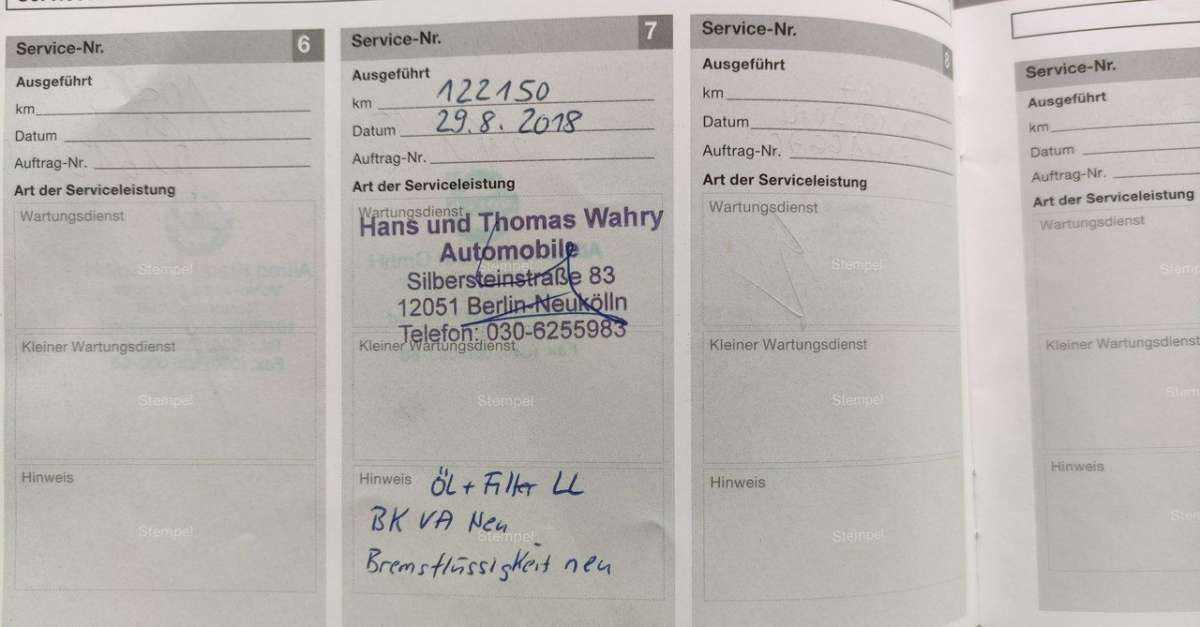 Service-Nr. 6
Ausgeführt
km
Datum
Auftrag-Nr.
Art der Serviceleistung
Wartungsdienst
Stempel
Kleiner Wartungsdienst
Stempel
Hinweis
Stempel
Service-Nr. 7
Ausgeführt
km 122150
Datum 29.8.2018
Auftrag-Nr.
Art der Serviceleistung
Wartungsdienst
Hans und Thomas Wahry
Automobile
Stempel
Silbersteinstraße 83
12051 Berlin-Neukölln
Telefon: 030-6255983
Kleiner Wartungsdienst
Stempel
Hinweis ÖL + Filter LL
BK VA Neu
Stempel
Bremsflüssigkeit neu
Service-Nr. 8
Ausgeführt
km
Datum
Auftrag-Nr.
Art der Serviceleistung
Wartungsdienst
Stempel
Kleiner Wartungsdienst
Stempel
Hinweis
Stempel
Service-Nr.
Ausgeführt
km
Datum
Auftrag-Nr.
Art der Serviceleistung
Wartungsdienst
Kleiner Wartungsdienst
Hinweis